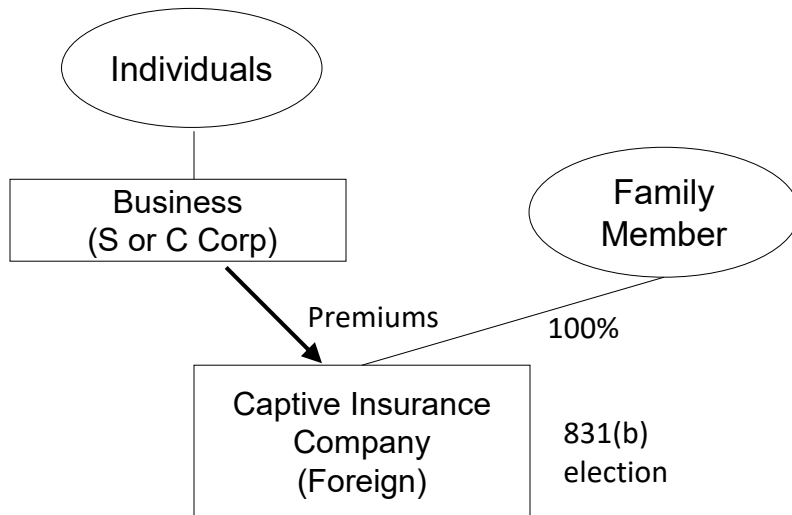 Individuals
Business
(S or C Corp)
Family
Member
Premiums
100%
Captive Insurance
Company
(Foreign)
831(b)
election